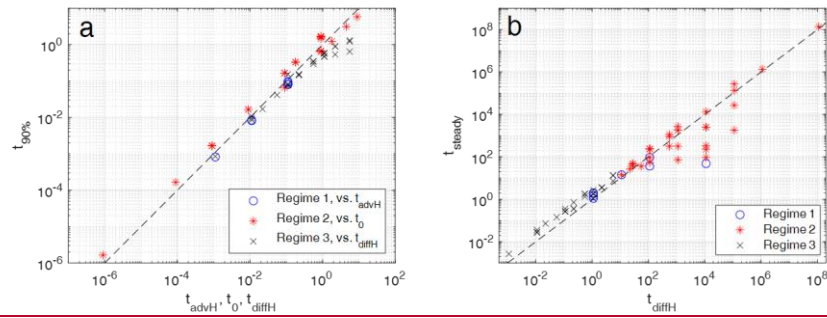 a
t90%
10^0
10^-2
10^-4
10^-6
10^-6
10^-4
10^-2
10^0
10^2
tadvH, t0, tdiffH
Regime 1, vs. tadvH
Regime 2, vs. t0
Regime 3, vs. tdiffH
b
tsteady
10^8
10^6
10^4
10^2
10^0
10^-2
10^-2
10^0
10^2
10^4
10^6
10^8
tdiffH
Regime 1
Regime 2
Regime 3